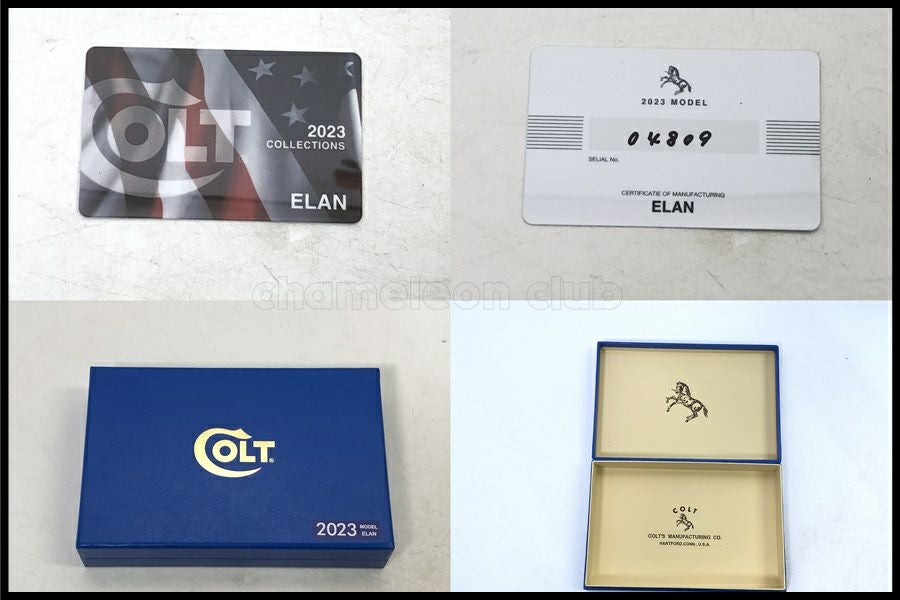 COLT
2023
COLLECTIONS
ELAN
2023 MODEL
04809
SELIAL No.
CERTIFICATIE OF MANUFACTURING
ELAN
chameleon club
COLT®
2023 MODEL
ELAN
COLT
COLT'S MANUFACTURING CO.
HARTFORD.CONN., U.S.A.